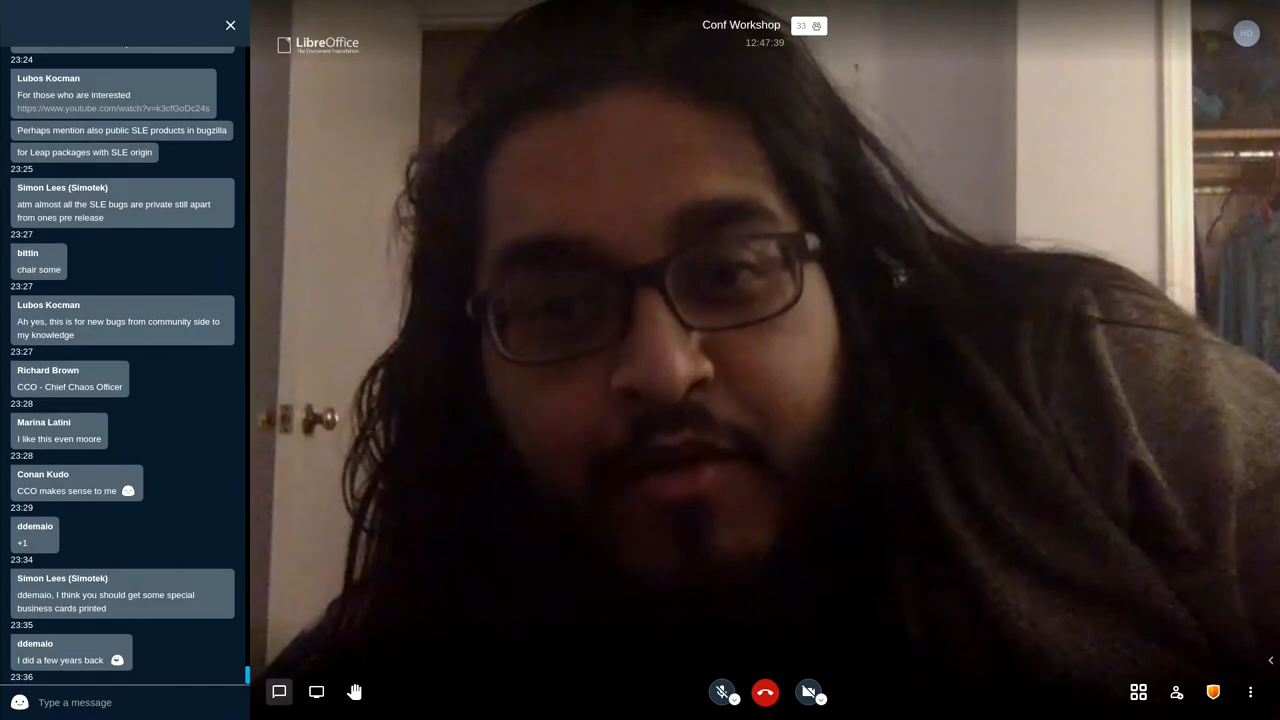 23:24
Lubos Kocman
For those who are interested
https://www.youtube.com/watch?v=k3cfGoDc24s
Perhaps mention also public SLE products in bugzilla
for Leap packages with SLE origin
23:25
Simon Lees (Simotek)
atm almost all the SLE bugs are private still apart
from ones pre release
23:27
bittin
chair some
23:27
Lubos Kocman
Ah yes, this is for new bugs from community side to
my knowledge
23:27
Richard Brown
CCO - Chief Chaos Officer
23:28
Marina Latini
I like this even moore
23:28
Conan Kudo
CCO makes sense to me
23:29
ddemaio
+1
23:34
Simon Lees (Simotek)
ddemaio, I think you should get some special
business cards printed
23:35
ddemaio
I did a few years back
23:36
Type a message
LibreOffice
The Document Foundation
Conf Workshop
33
12:47:39
HD